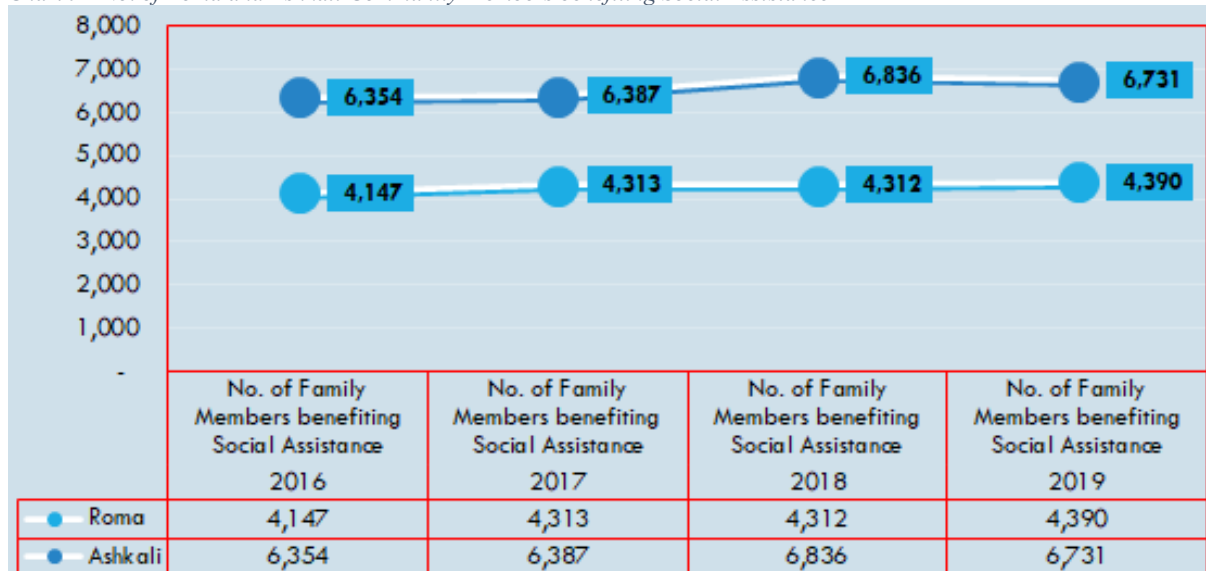 8,000
7,000
6,000
5,000
4,000
3,000
2,000
1,000
-
6,354
6,387
6,836
6,731
4,147
4,313
4,312
4,390
No. of Family
Members benefiting
Social Assistance
2016
No. of Family
Members benefiting
Social Assistance
2017
No. of Family
Members benefiting
Social Assistance
2018
No. of Family
Members benefiting
Social Assistance
2019
Roma 4,147 4,313 4,312 4,390
Ashkali 6,354 6,387 6,836 6,731